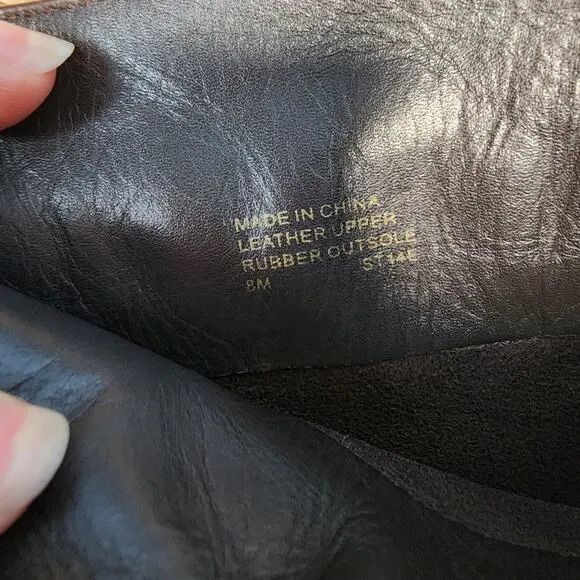 MADE IN CHINA
LEATHER UPPER
RUBBER OUTSOLE
8M ST14E